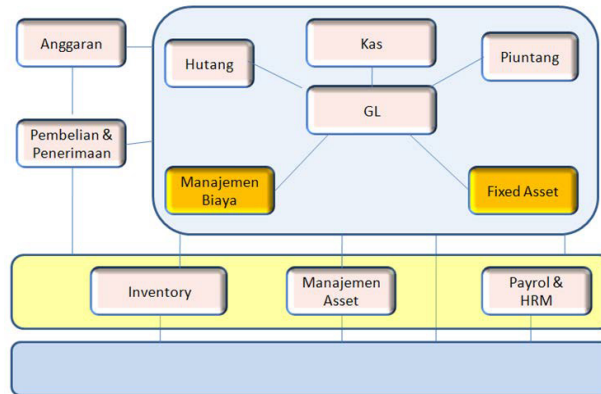 Anggaran
Kas
Hutang
Piuntang
GL
Pembelian &
Penerimaan
Manajemen
Biaya
Fixed Asset
Inventory
Manajemen
Asset
Payrol &
HRM